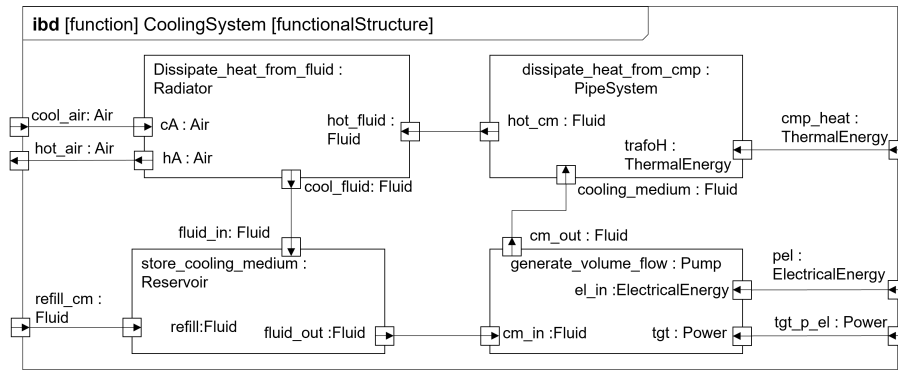 ibd [function] CoolingSystem [functionalStructure]
Dissipate_heat_from_fluid :
Radiator
dissipate_heat_from_cmp :
PipeSystem
cool_air: Air
cA : Air
hot_fluid :
Fluid
hot_cm : Fluid
cmp_heat :
ThermalEnergy
hot_air : Air
hA : Air
trafoH :
ThermalEnergy
cool_fluid: Fluid
cooling_medium : Fluid
fluid_in: Fluid
cm_out : Fluid
store_cooling_medium :
Reservoir
generate_volume_flow : Pump
pel :
ElectricalEnergy
el_in :ElectricalEnergy
refill_cm :
Fluid
refill:Fluid
fluid_out :Fluid
cm_in :Fluid
tgt : Power
tgt_p_el : Power